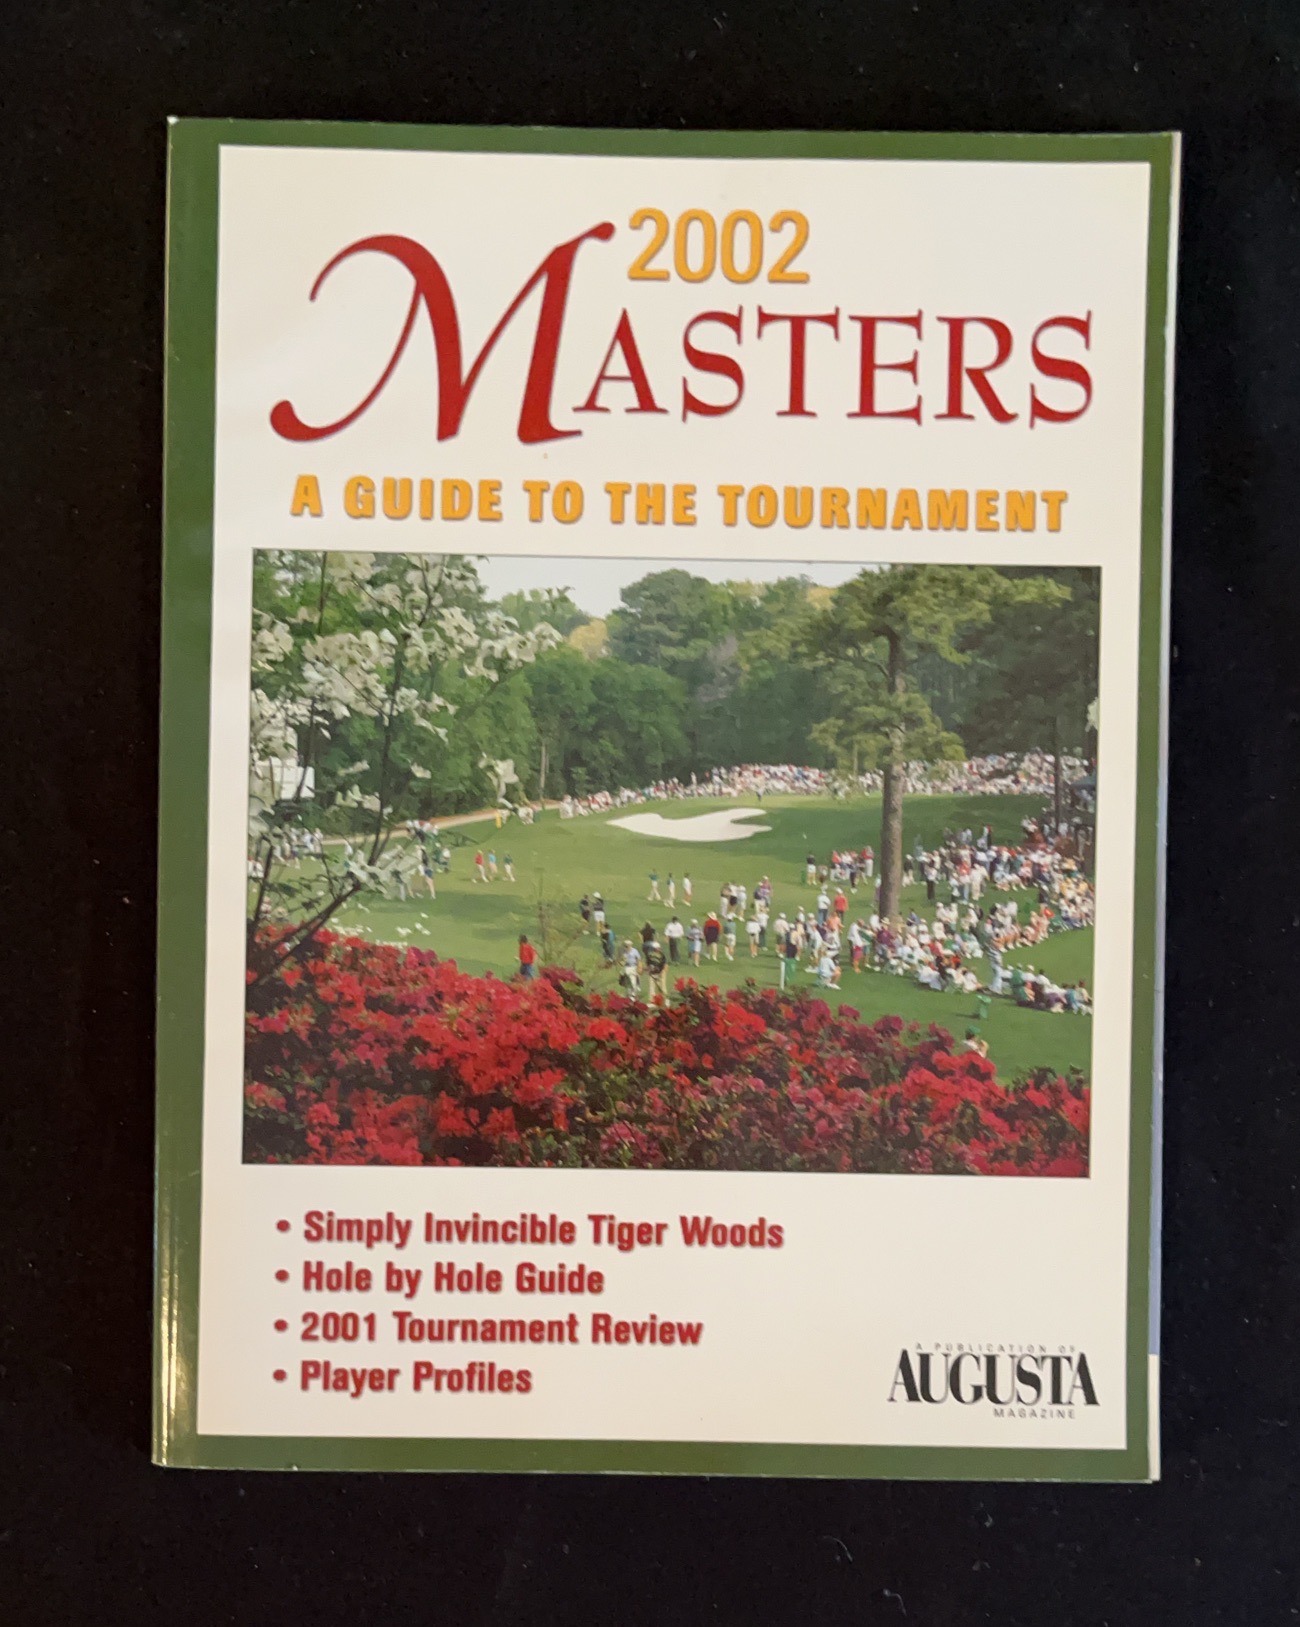 2002
MASTERS
A GUIDE TO THE TOURNAMENT
• Simply Invincible Tiger Woods
• Hole by Hole Guide
• 2001 Tournament Review
• Player Profiles
A PUBLICATION OF
AUGUSTA
MAGAZINE